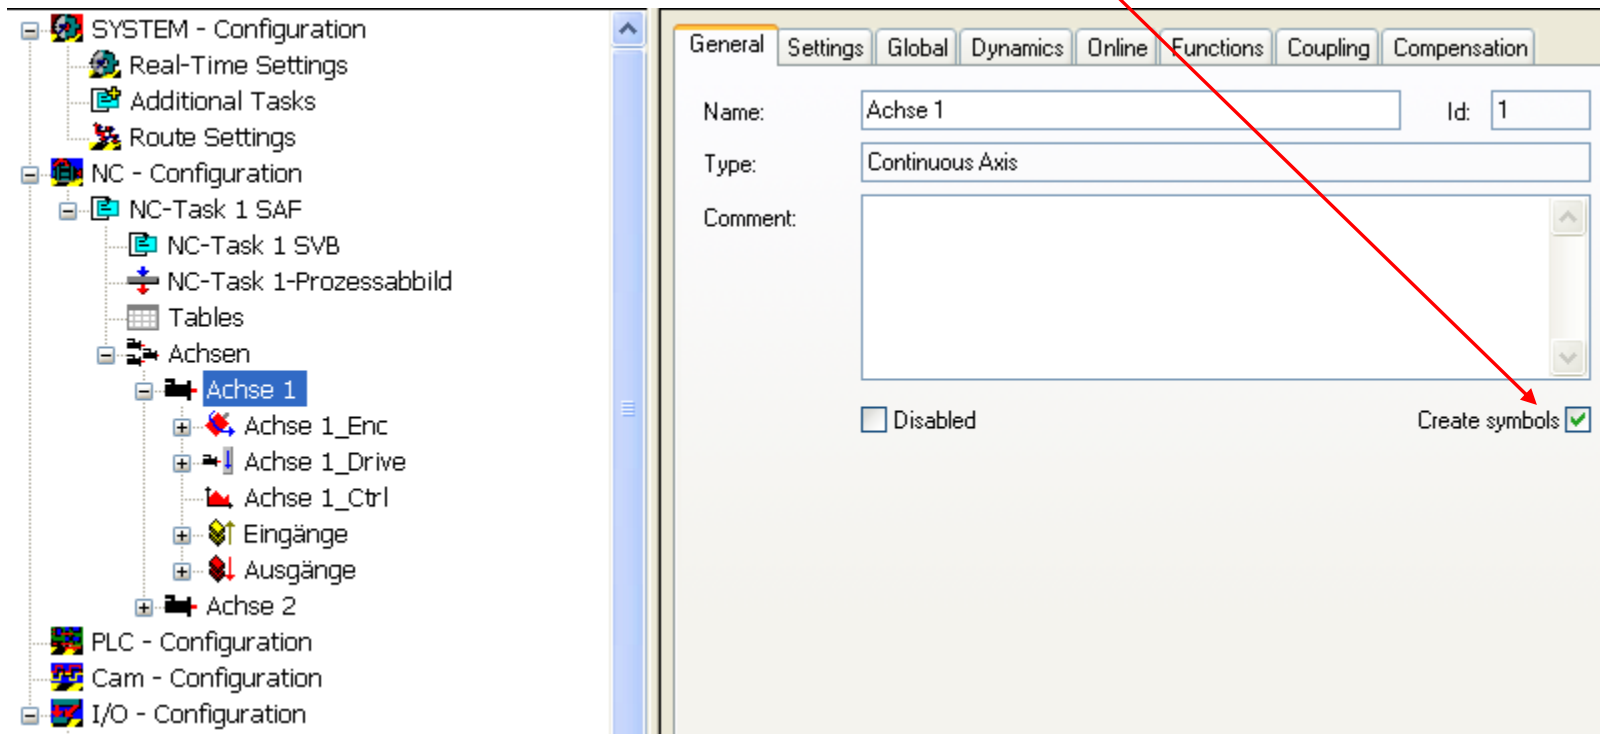 SYSTEM - Configuration
Real-Time Settings
Additional Tasks
Route Settings
NC - Configuration
NC-Task 1 SAF
NC-Task 1 SVB
NC-Task 1-Prozessabbild
Tables
Achsen
Achse 1
Achse 1_Enc
Achse 1_Drive
Achse 1_Ctrl
Eingänge
Ausgänge
Achse 2
PLC - Configuration
Cam - Configuration
I/O - Configuration
General Settings Global Dynamics Online Functions Coupling Compensation
Name: Achse 1 Id: 1
Type: Continuous Axis
Comment:
Disabled Create symbols